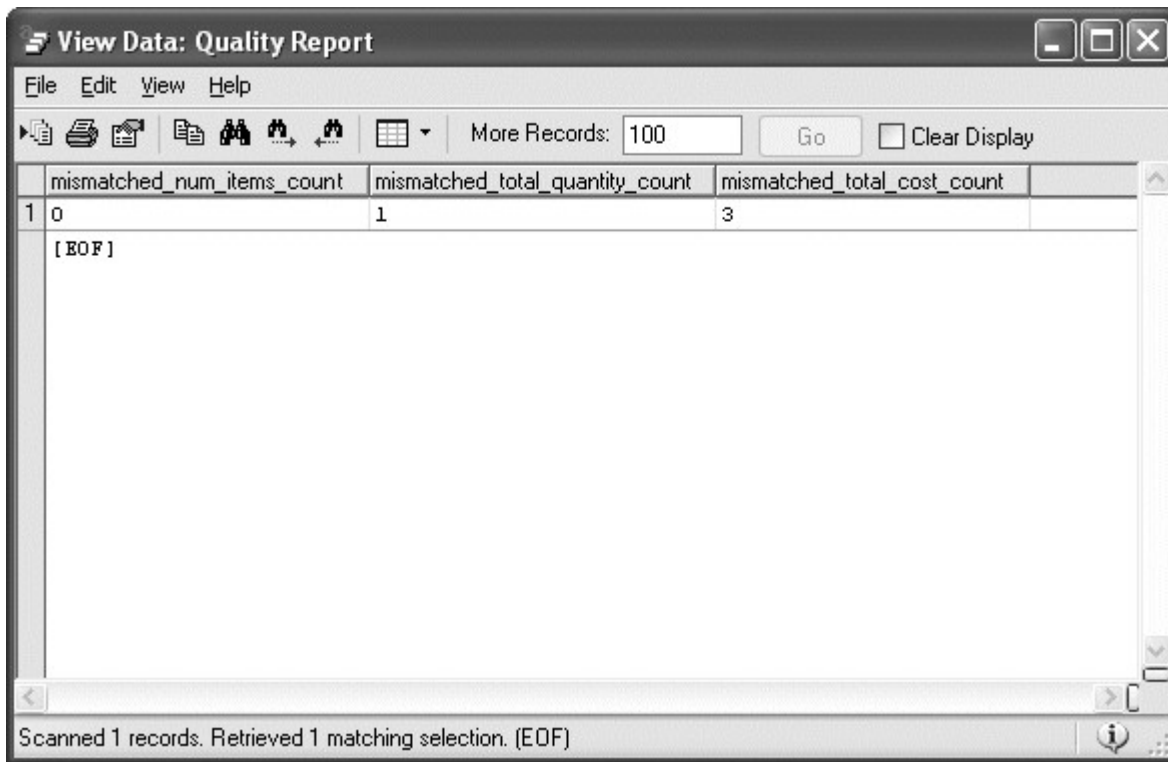 View Data: Quality Report
File Edit View Help
More Records: 100 Go Clear Display
mismatched_num_items_count mismatched_total_quantity_count mismatched_total_cost_count
1 0 1 3
[EOF]
Scanned 1 records. Retrieved 1 matching selection. (EOF)